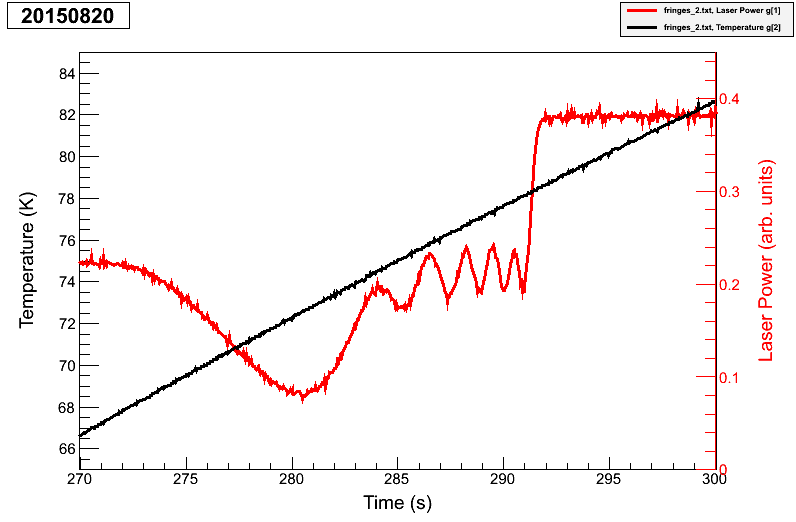 20150820
fringes_2.txt, Laser Power g[1]
fringes_2.txt, Temperature g[2]
84
82
80
78
76
74
72
70
68
66
Temperature (K)
0.4
0.3
0.2
0.1
0
Laser Power (arb. units)
270 275 280 285 290 295 300
Time (s)